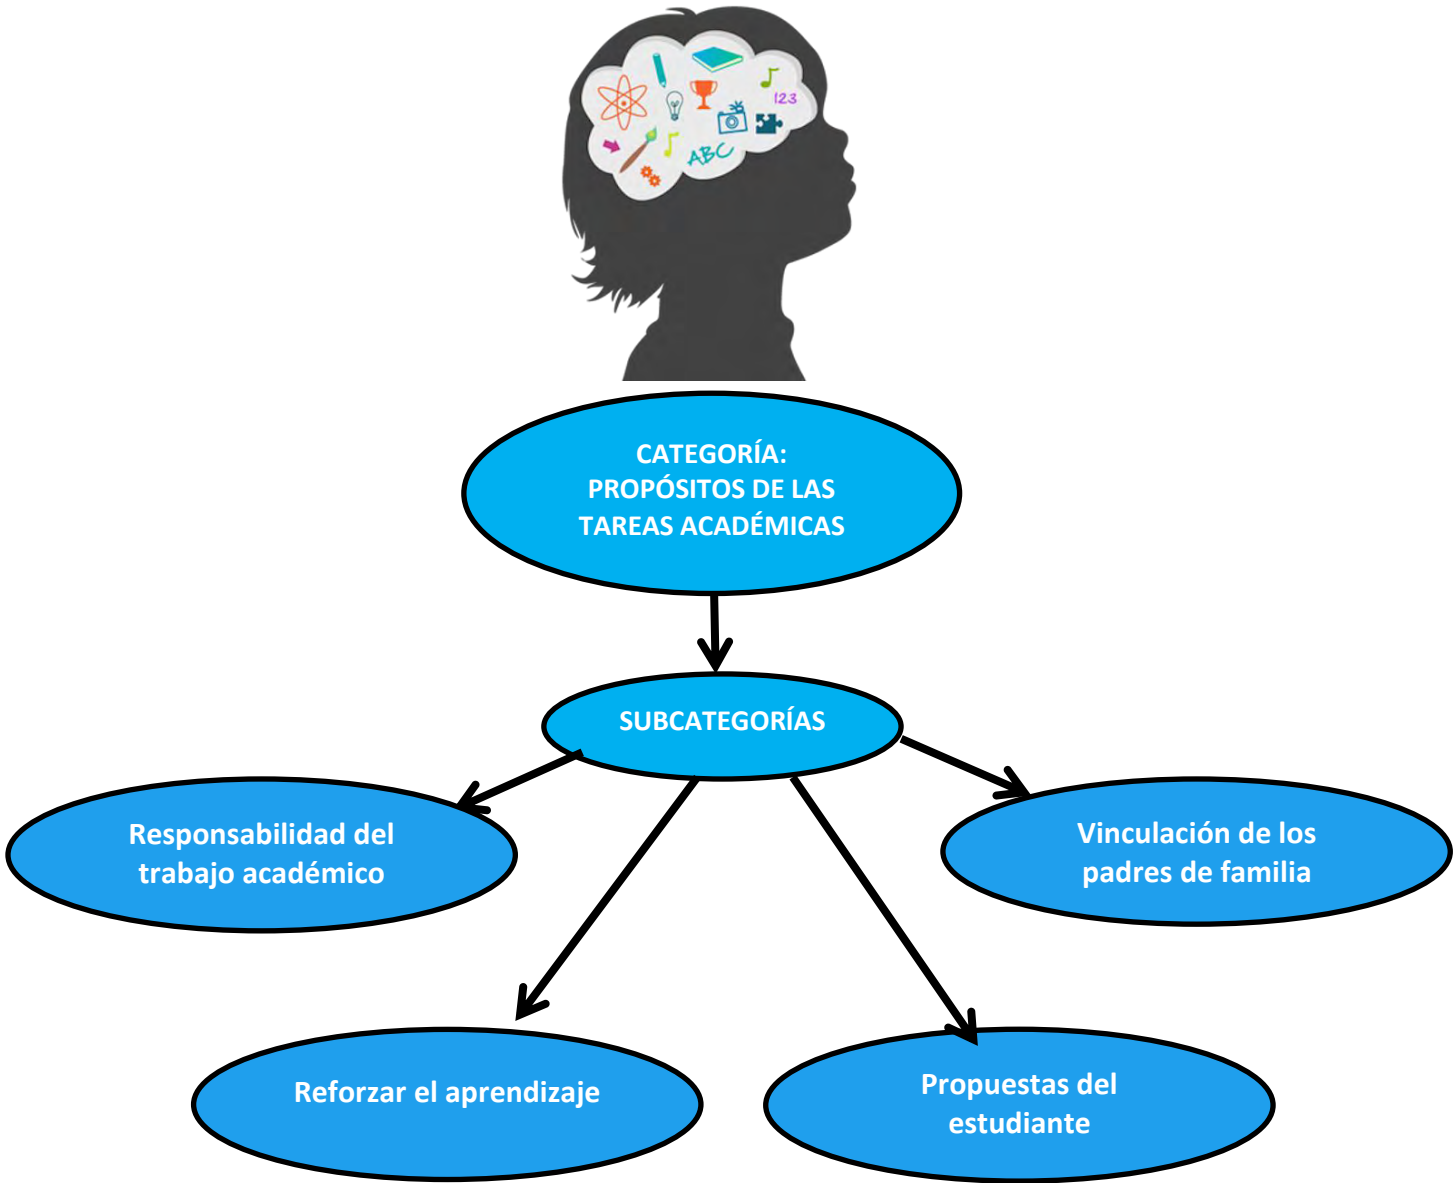 123
ABC
CATEGORÍA:
PROPÓSITOS DE LAS
TAREAS ACADÉMICAS
SUBCATEGORÍAS
Responsabilidad del
trabajo académico
Vinculación de los
padres de familia
Reforzar el aprendizaje
Propuestas del
estudiante